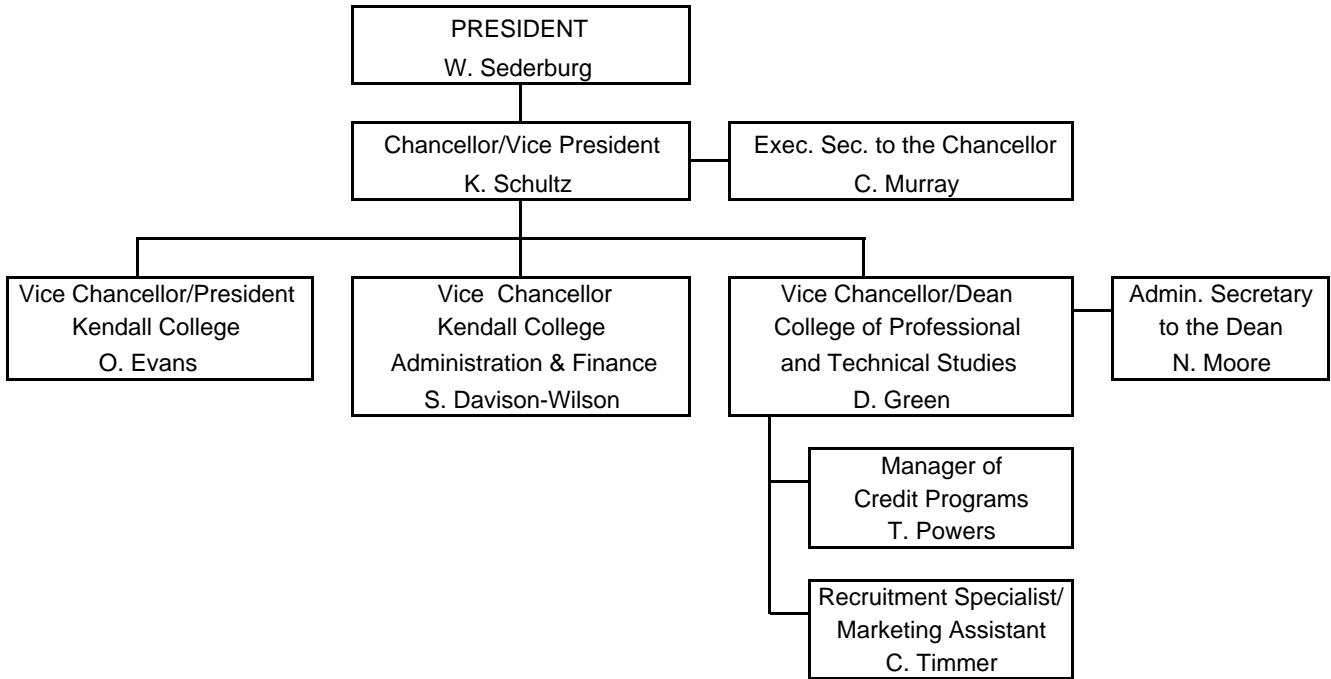 PRESIDENT
W. Sederburg
Chancellor/Vice President
K. Schultz
Exec. Sec. to the Chancellor
C. Murray
Vice Chancellor/President
Kendall College
O. Evans
Vice Chancellor
Kendall College
Administration & Finance
S. Davison-Wilson
Vice Chancellor/Dean
College of Professional
and Technical Studies
D. Green
Admin. Secretary
to the Dean
N. Moore
Manager of
Credit Programs
T. Powers
Recruitment Specialist/
Marketing Assistant
C. Timmer